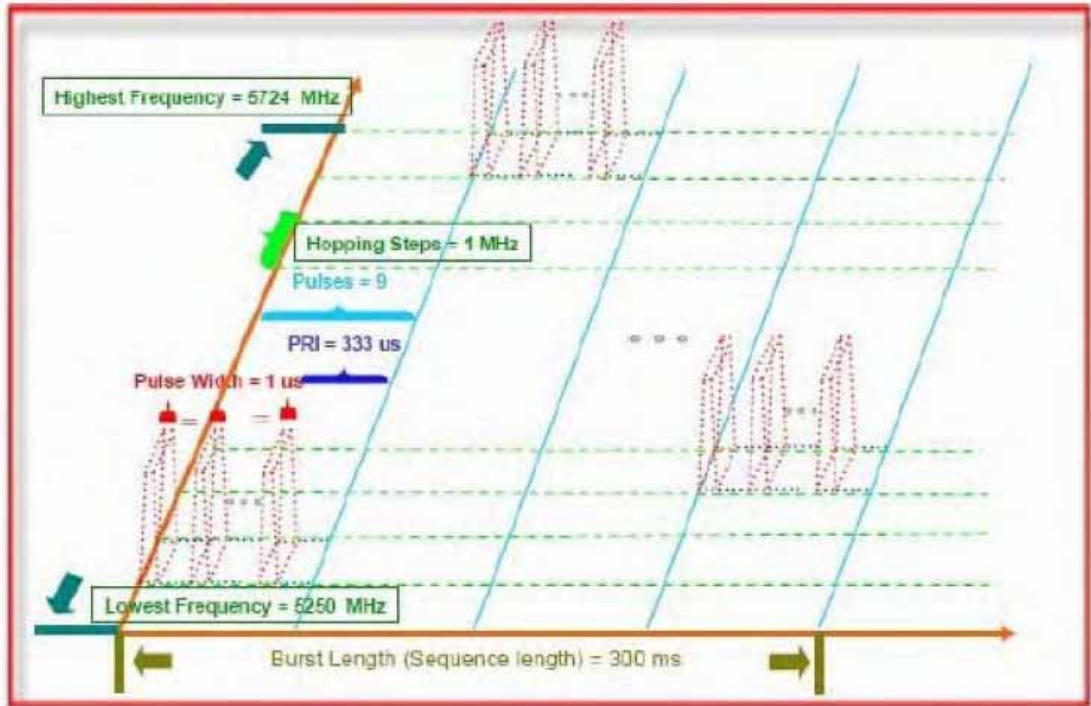 Highest Frequency = 5724 MHz
Hopping Steps = 1 MHz
Pulses = 9
PRI = 333 us
Pulse Width = 1 us
Lowest Frequency = 5250 MHz
Burst Length (Sequence length) = 300 ms